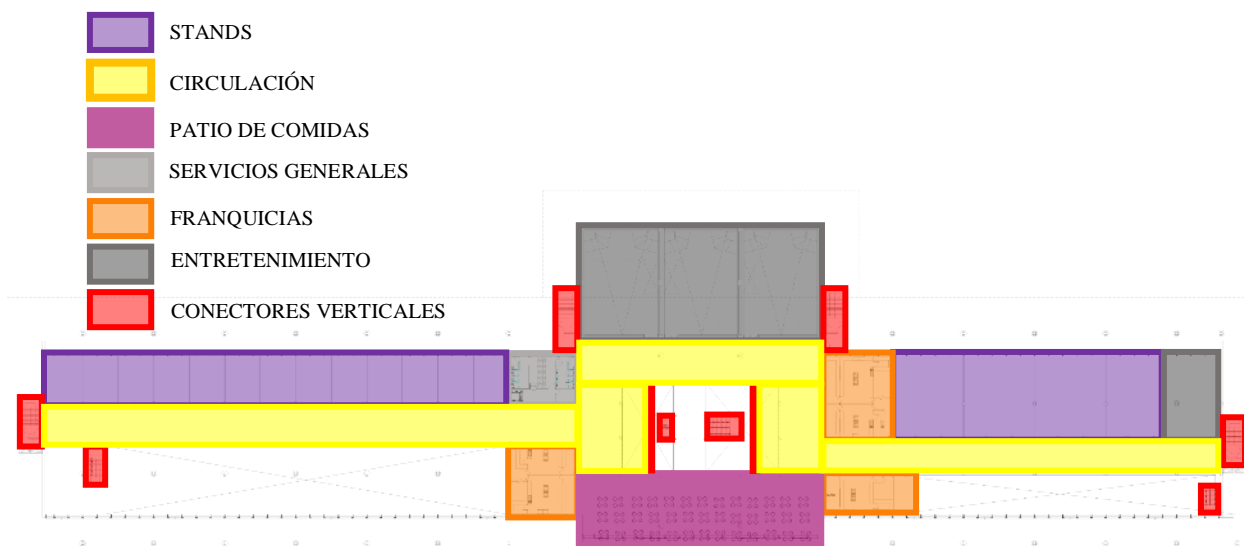 STANDS
CIRCULACIÓN
PATIO DE COMIDAS
SERVICIOS GENERALES
FRANQUICIAS
ENTRETENIMIENTO
CONECTORES VERTICALES